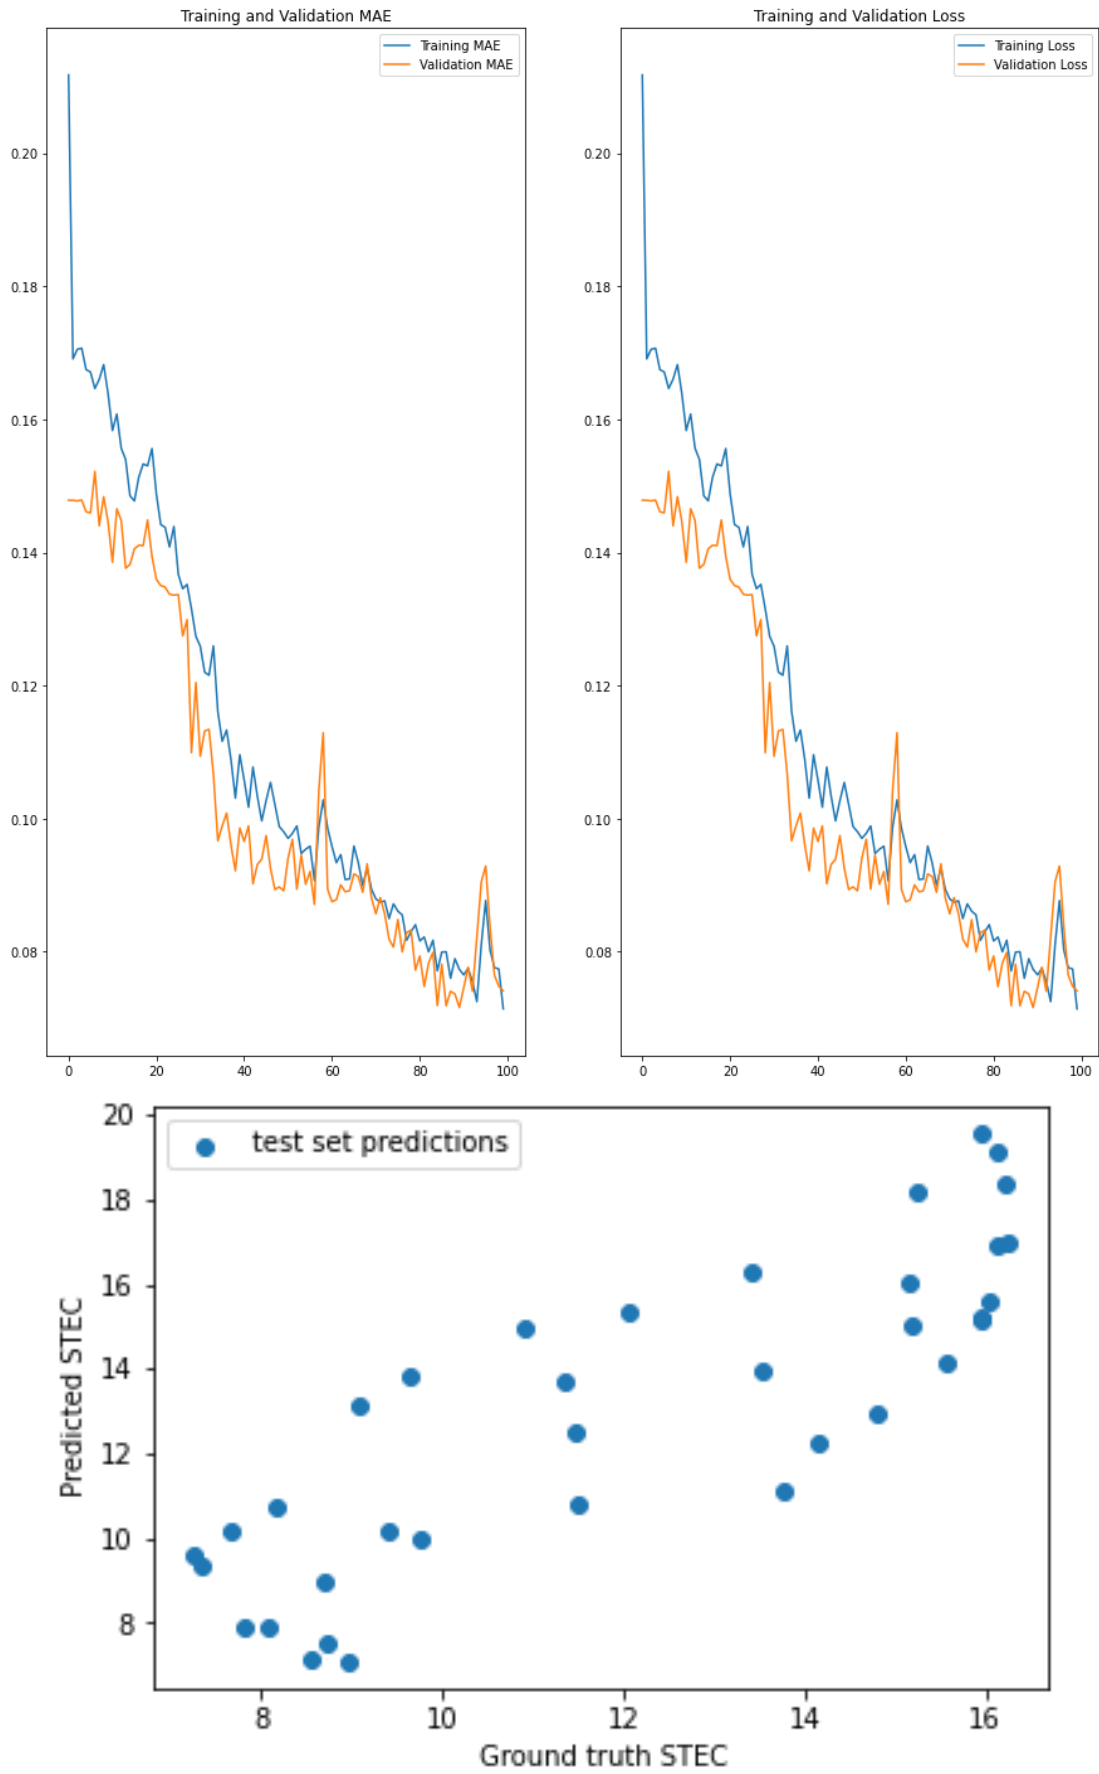 Training and Validation MAE
Training MAE
Validation MAE
0.20
0.18
0.16
0.14
0.12
0.10
0.08
0 20 40 60 80 100
Training and Validation Loss
Training Loss
Validation Loss
0.20
0.18
0.16
0.14
0.12
0.10
0.08
0 20 40 60 80 100
test set predictions
Predicted STEC
20
18
16
14
12
10
8
8 10 12 14 16
Ground truth STEC